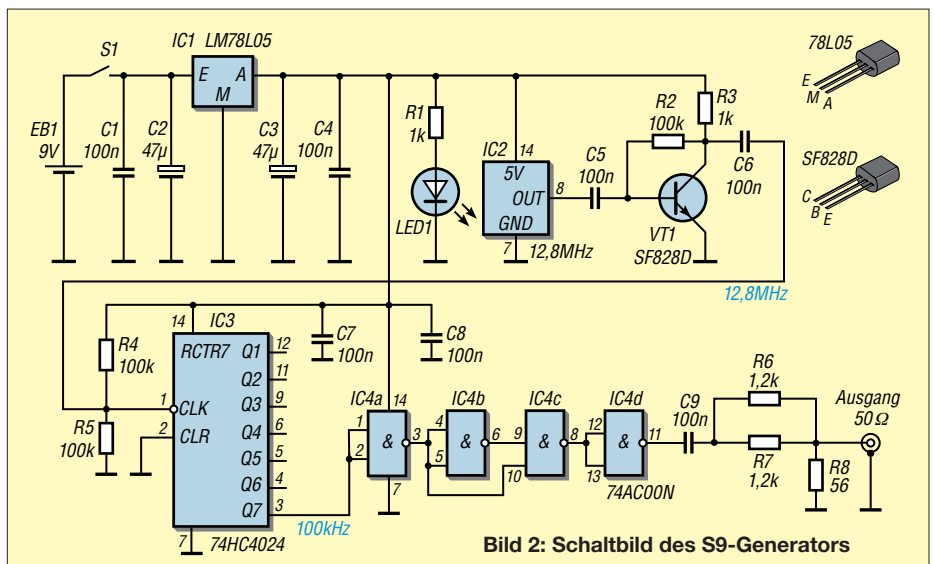 IC1 LM78L05
S1
E A
M
EB1
9V
C1
100n
C2
47µ
C3
47µ
C4
100n
R1
1k
LED1
IC2
14
5V
OUT
GND
8
7
12,8MHz
C5
100n
R2
100k
R3
1k
C6
100n
VT1
SF828D
12,8MHz
78L05
E
M
A
SF828D
C
B
E
R4
100k
R5
100k
14
IC3
RCTR7
1
CLK
2
CLR
Q1 12
Q2 11
Q3 9
Q4 6
Q5 5
Q6 4
Q7 3
7
74HC4024
100kHz
C7
100n
C8
100n
IC4a
14
1
2
&
3
7
IC4b
4
5
&
6
IC4c
9
10
&
8
IC4d
12
13
&
11
74AC00N
C9
100n
R6
1,2k
R7
1,2k
R8
56
Ausgang
50Ω
Bild 2: Schaltbild des S9-Generators